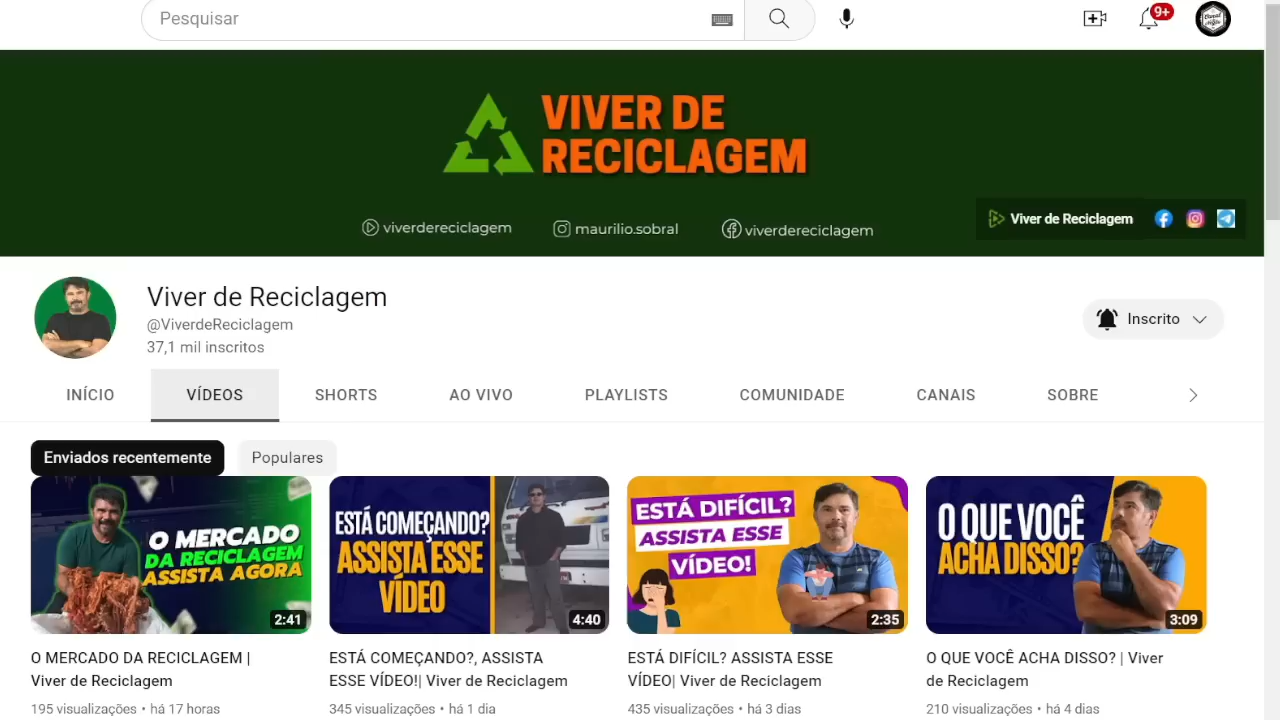 Pesquisar
9+
VIVER DE
RECICLAGEM
viverdereciclagem
maurilio.sobral
viverdereciclagem
Viver de Reciclagem
Viver de Reciclagem
@ViverdeReciclagem
37,1 mil inscritos
Inscrito
INÍCIO
VÍDEOS
SHORTS
AO VIVO
PLAYLISTS
COMUNIDADE
CANAIS
SOBRE
Enviados recentemente
Populares
O MERCADO
DA RECICLAGEM
ASSISTA AGORA
2:41
ESTÁ COMEÇANDO?
ASSISTA ESSE
VÍDEO
4:40
ESTÁ DIFÍCIL?
ASSISTA ESSE
VÍDEO!
2:35
O QUE VOCÊ
ACHA DISSO?
3:09
O MERCADO DA RECICLAGEM |
Viver de Reciclagem
195 visualizações • há 17 horas
ESTÁ COMEÇANDO?, ASSISTA
ESSE VÍDEO!| Viver de Reciclagem
345 visualizações • há 1 dia
ESTÁ DIFÍCIL? ASSISTA ESSE
VÍDEO| Viver de Reciclagem
435 visualizações • há 3 dias
O QUE VOCÊ ACHA DISSO? | Viver
de Reciclagem
210 visualizações • há 4 dias